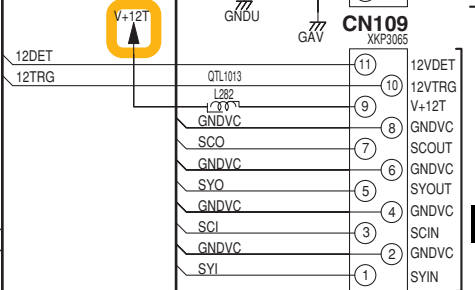 V+12T
GNDU
GAV
CN109
XKP3065
12DET
11
12VDET
12TRG
QTL1013
10
12VTRG
L282
9
V+12T
GNDVC
8
GNDVC
SCO
7
SCOUT
GNDVC
6
GNDVC
SYO
5
SYOUT
GNDVC
4
GNDVC
SCI
3
SCIN
GNDVC
2
GNDVC
SYI
1
SYIN